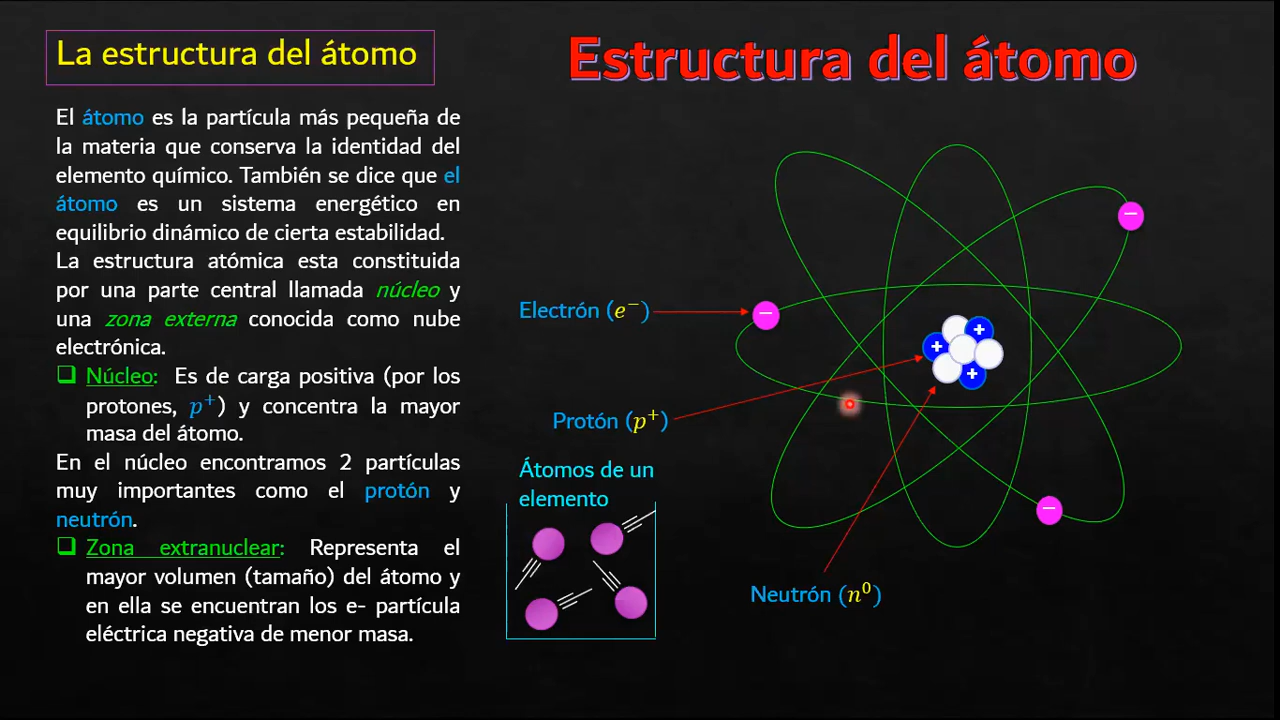 La estructura del átomo
Estructura del átomo
El átomo es la partícula más pequeña de
la materia que conserva la identidad del
elemento químico. También se dice que el
átomo es un sistema energético en
equilibrio dinámico de cierta estabilidad.
La estructura atómica esta constituida
por una parte central llamada núcleo y
una zona externa conocida como nube
electrónica.
❑ Núcleo: Es de carga positiva (por los
protones, p⁺) y concentra la mayor
masa del átomo.
En el núcleo encontramos 2 partículas
muy importantes como el protón y
neutrón.
❑ Zona extranuclear: Representa el
mayor volumen (tamaño) del átomo y
en ella se encuentran los e- partícula
eléctrica negativa de menor masa.
Electrón (e⁻)
Protón (p⁺)
Átomos de un
elemento
Neutrón (n⁰)
−
−
−
+
+
+